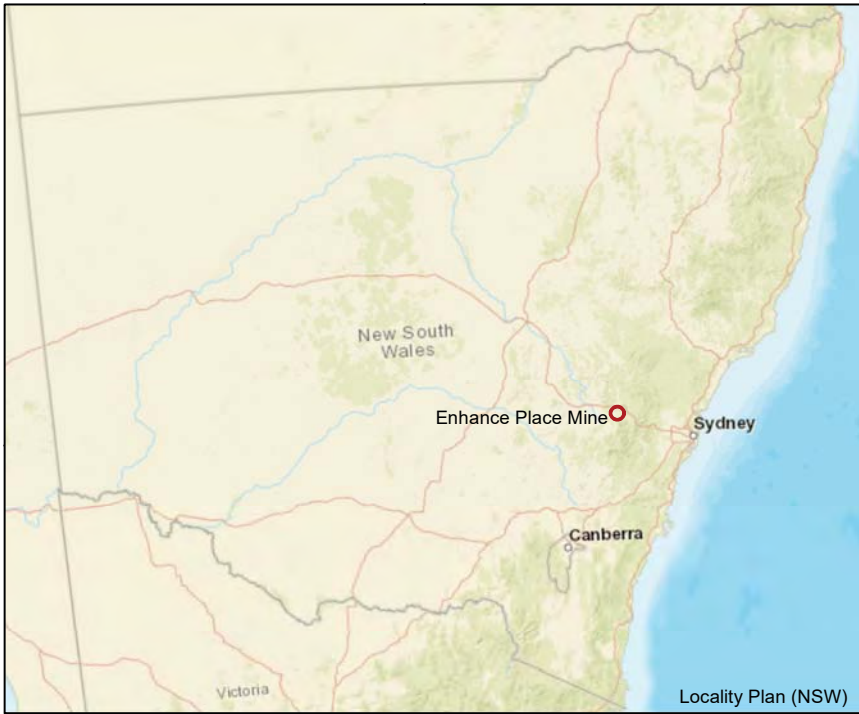 New South
Wales
Enhance Place Mine
Sydney
Canberra
Victoria
Locality Plan (NSW)